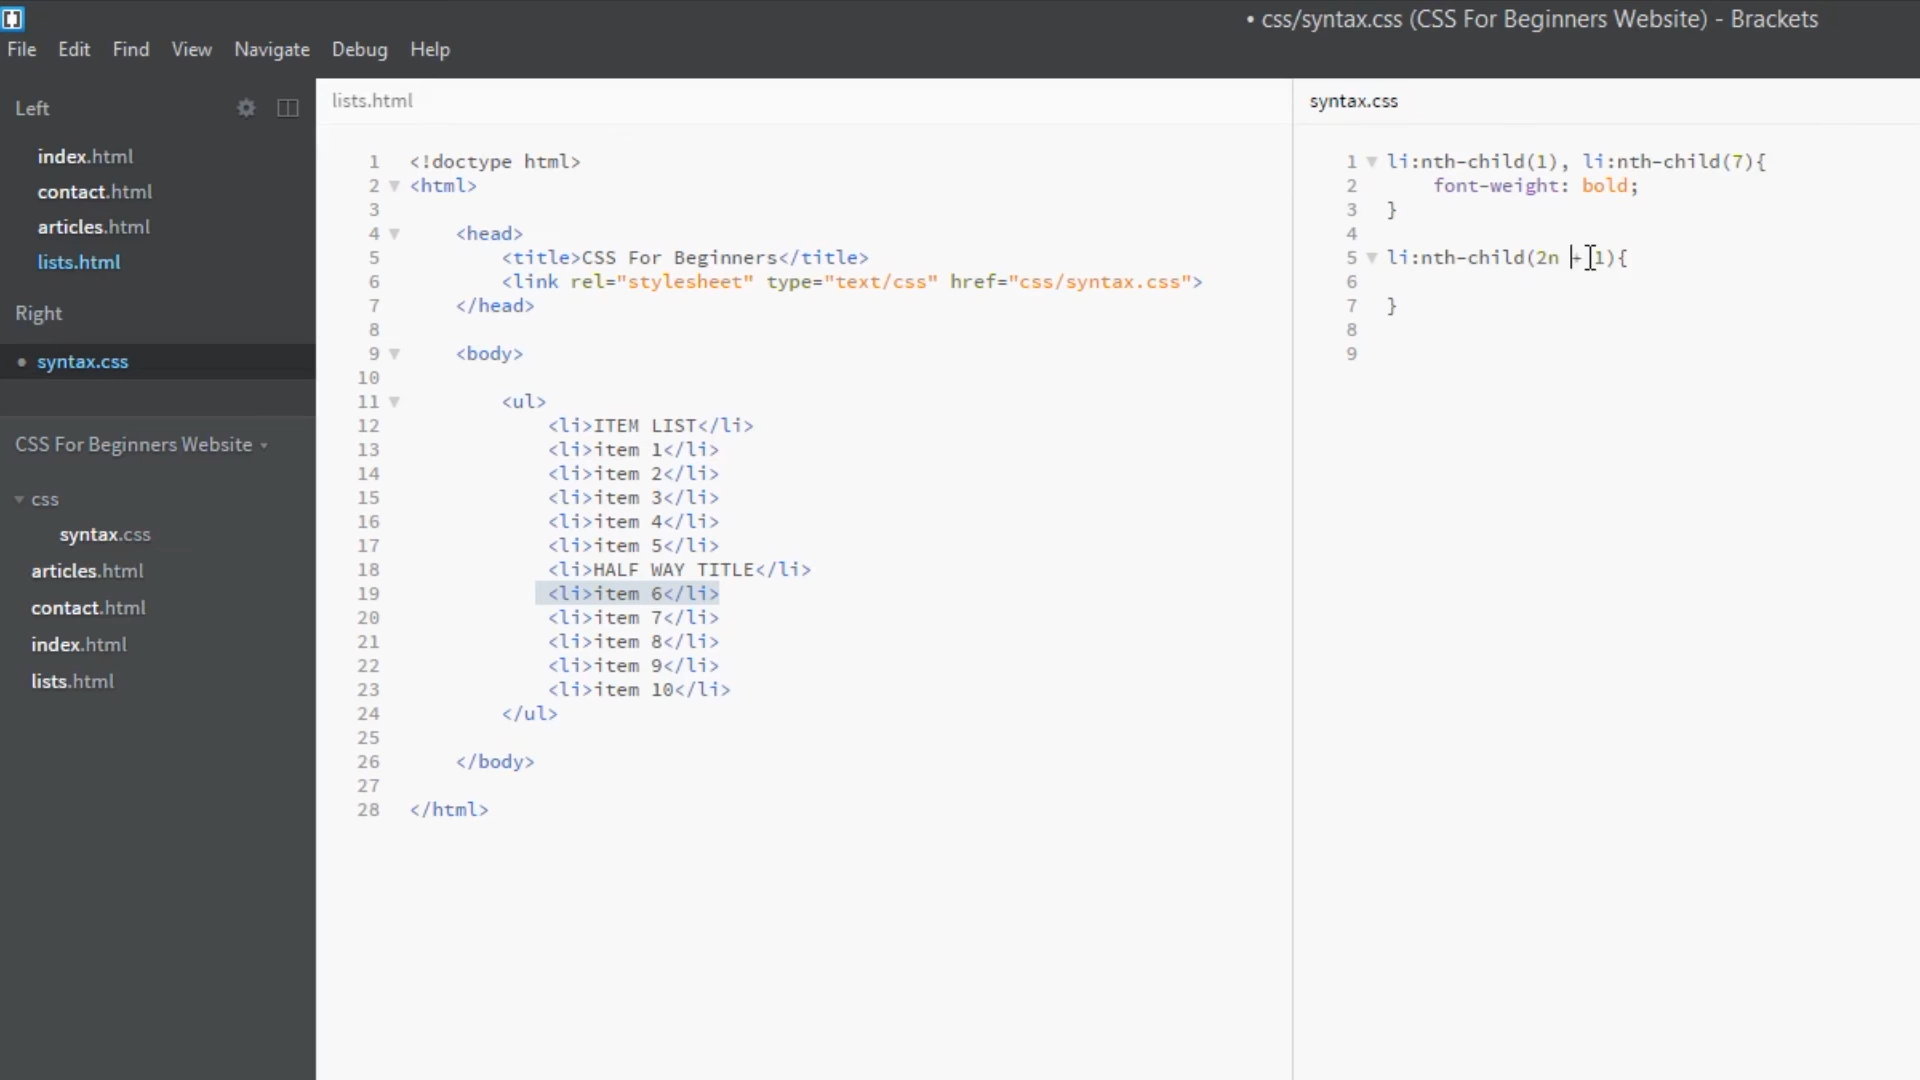 • css/syntax.css (CSS For Beginners Website) - Brackets
File Edit Find View Navigate Debug Help
Left
index.html
contact.html
articles.html
lists.html
Right
• syntax.css
CSS For Beginners Website
css
syntax.css
articles.html
contact.html
index.html
lists.html
lists.html
1 <!doctype html>
2 <html>
3
4 <head>
5 <title>CSS For Beginners</title>
6 <link rel="stylesheet" type="text/css" href="css/syntax.css">
7 </head>
8
9 <body>
10
11 <ul>
12 <li>ITEM LIST</li>
13 <li>item 1</li>
14 <li>item 2</li>
15 <li>item 3</li>
16 <li>item 4</li>
17 <li>item 5</li>
18 <li>HALF WAY TITLE</li>
19 <li>item 6</li>
20 <li>item 7</li>
21 <li>item 8</li>
22 <li>item 9</li>
23 <li>item 10</li>
24 </ul>
25
26 </body>
27
28 </html>
syntax.css
1 li:nth-child(1), li:nth-child(7){
2 font-weight: bold;
3 }
4
5 li:nth-child(2n + 1){
6
7 }
8
9